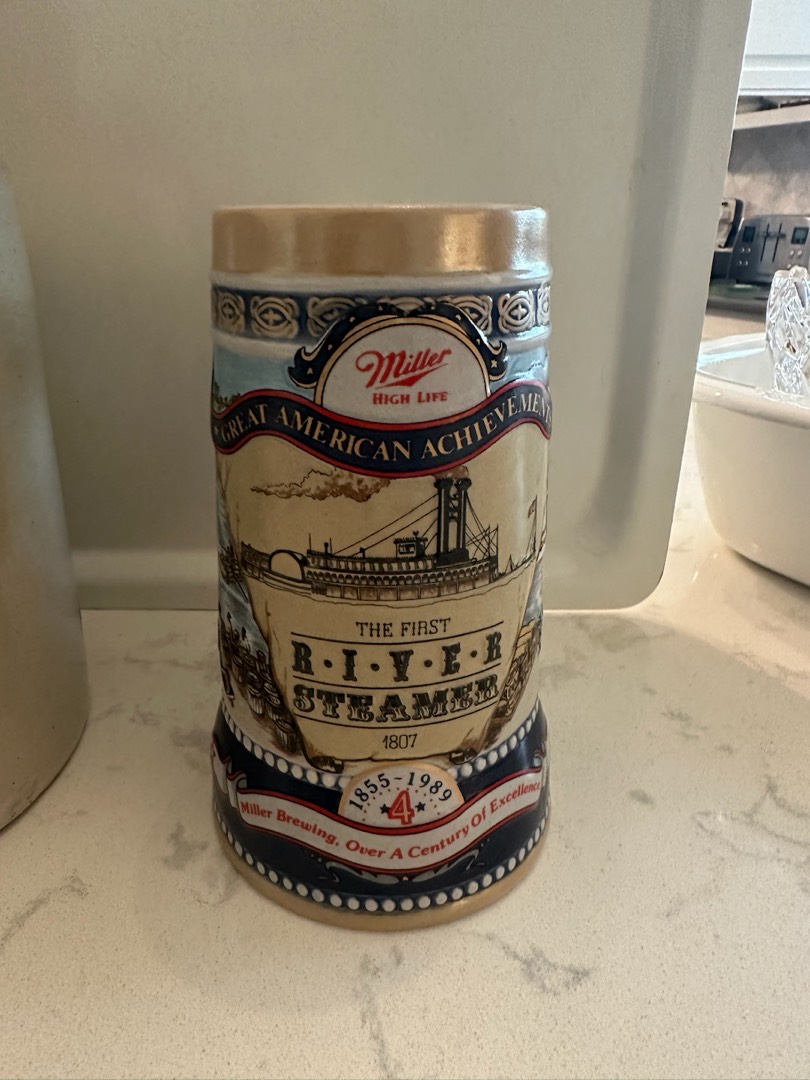 Miller
HIGH LIFE
GREAT AMERICAN ACHIEVEMENTS
THE FIRST
R·I·V·E·R
STEAMER
1807
1855~1989
4
Miller Brewing, Over A Century Of Excellence